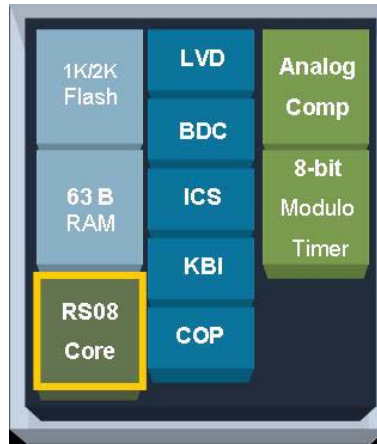 1K/2K
Flash
63 B
RAM
RS08
Core
LVD
BDC
ICS
KBI
COP
Analog
Comp
8-bit
Modulo
Timer